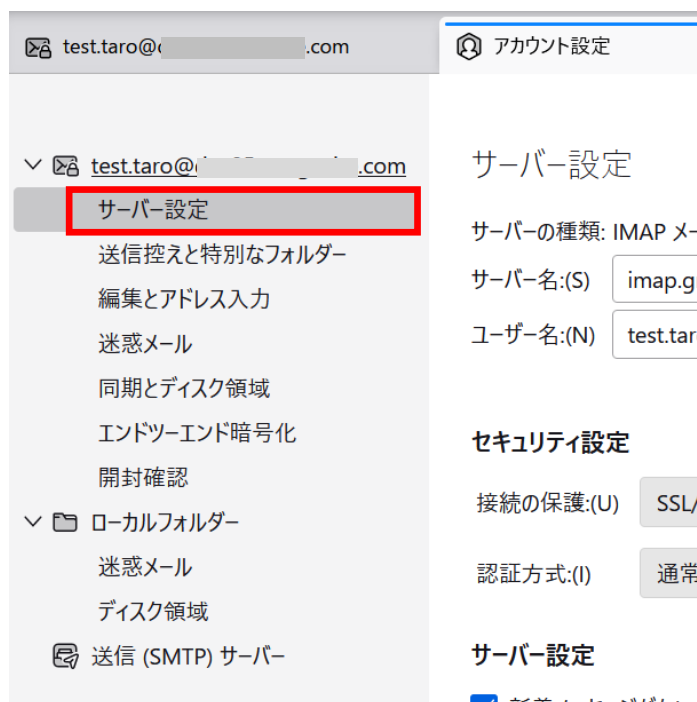 test.taro@ .com
アカウント設定
test.taro@ .com
サーバー設定
送信控えと特別なフォルダー
編集とアドレス入力
迷惑メール
同期とディスク領域
エンドツーエンド暗号化
開封確認
ローカルフォルダー
迷惑メール
ディスク領域
送信 (SMTP) サーバー
サーバー設定
サーバーの種類: IMAP メー
サーバー名:(S) imap.g
ユーザー名:(N) test.tar
セキュリティ設定
接続の保護:(U) SSL/
認証方式:(I) 通常
サーバー設定